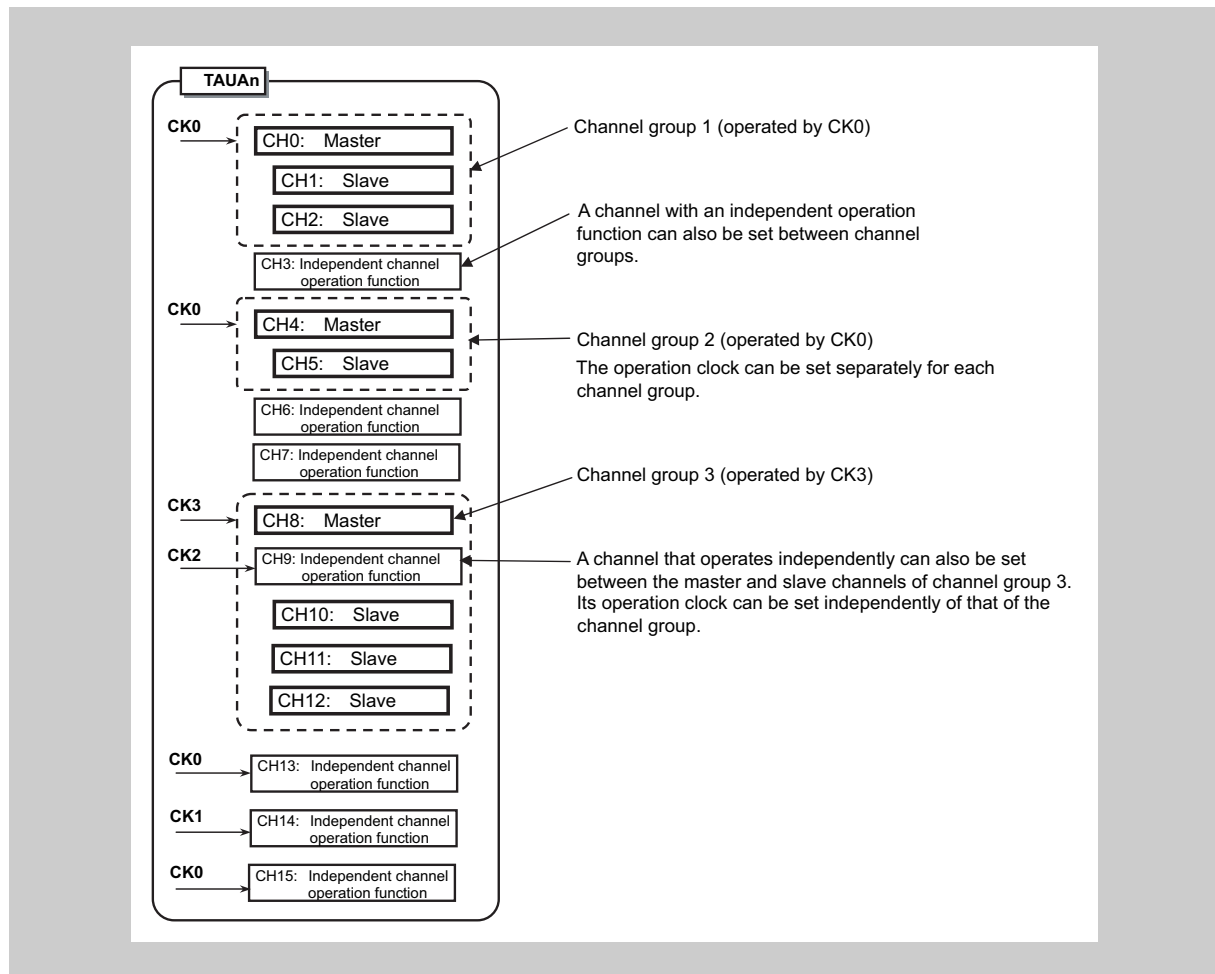 TAUAn
CK0
CH0: Master
CH1: Slave
CH2: Slave
Channel group 1 (operated by CK0)
CH3: Independent channel
operation function
A channel with an independent operation
function can also be set between channel
groups.
CK0
CH4: Master
CH5: Slave
Channel group 2 (operated by CK0)
The operation clock can be set separately for each
channel group.
CH6: Independent channel
operation function
CH7: Independent channel
operation function
CK3
CH8: Master
Channel group 3 (operated by CK3)
CK2
CH9: Independent channel
operation function
A channel that operates independently can also be set
between the master and slave channels of channel group 3.
Its operation clock can be set independently of that of the
channel group.
CH10: Slave
CH11: Slave
CH12: Slave
CK0
CH13: Independent channel
operation function
CK1
CH14: Independent channel
operation function
CK0
CH15: Independent channel
operation function